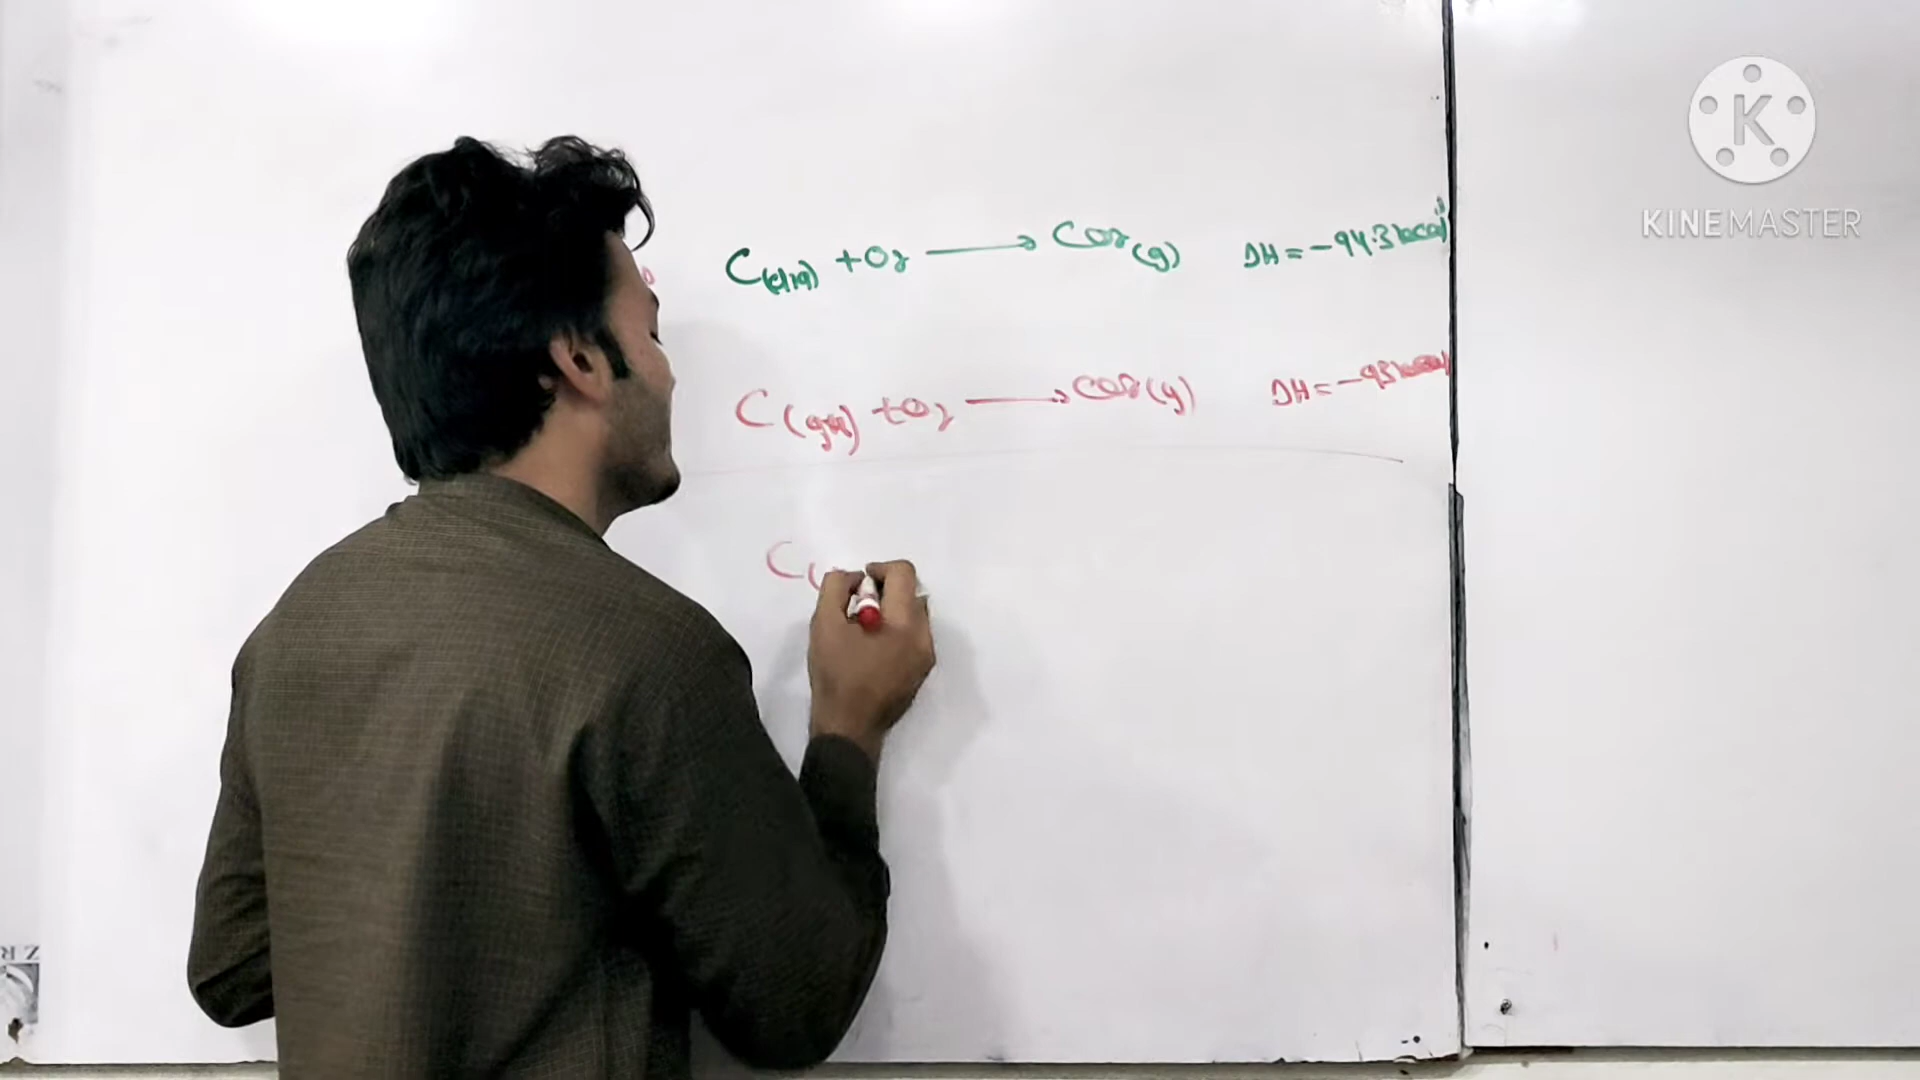 K
KINEMASTER
C(dia) + O2 → CO2(g) ΔH = -94.3 kcal
C(gra) + O2 → CO2(g) ΔH = -93 kcal
C(
Z R